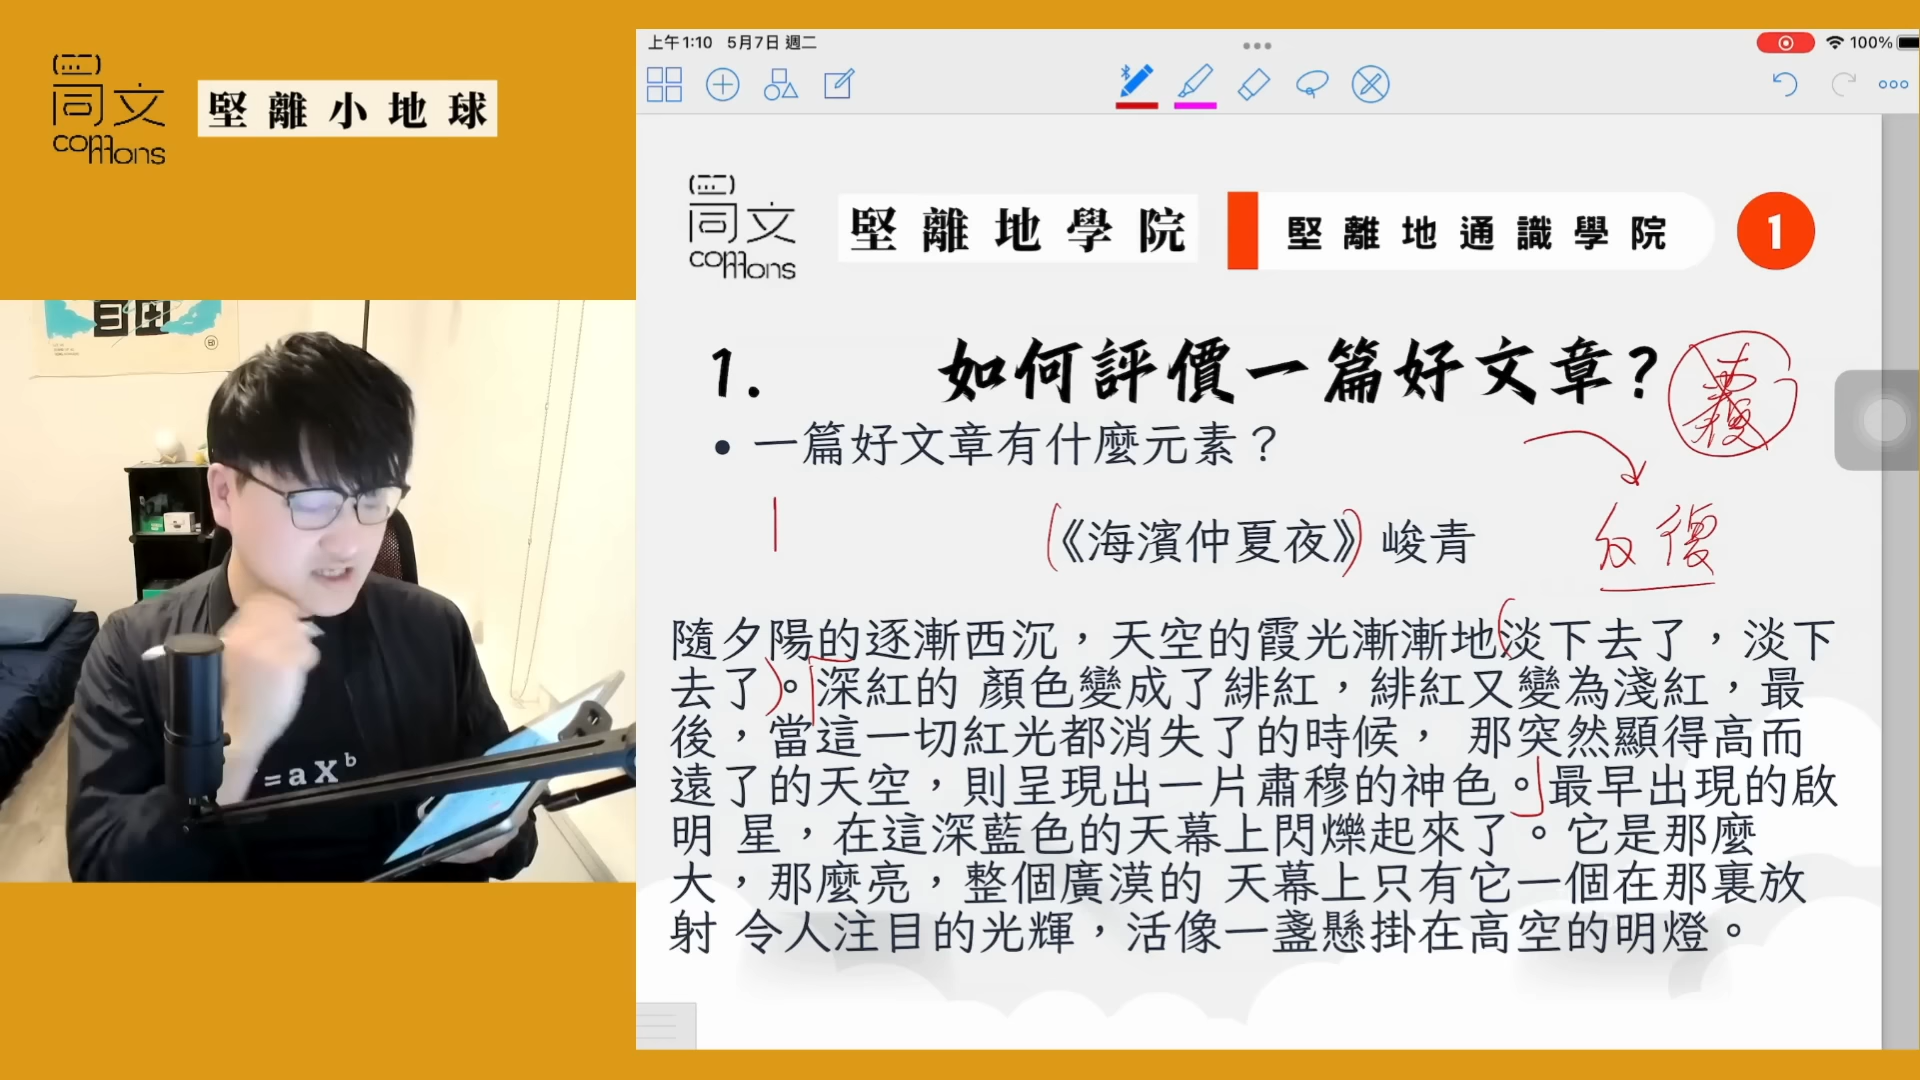 同文
commons
堅離小地球
自由
=ax^b
上午1:10 5月7日 週二
100%
同文
commons
堅離地學院
堅離地通識學院
1
1. 如何評價一篇好文章?
• 一篇好文章有什麼元素？
《海濱仲夏夜》峻青
反復
隨夕陽的逐漸西沉，天空的霞光漸漸地淡下去了，淡下
去了。深紅的 顏色變成了緋紅，緋紅又變為淺紅，最
後，當這一切紅光都消失了的時候， 那突然顯得高而
遠了的天空，則呈現出一片肅穆的神色。最早出現的啟
明 星，在這深藍色的天幕上閃爍起來了。它是那麼
大，那麼亮，整個廣漠的 天幕上只有它一個在那裏放
射 令人注目的光輝，活像一盞懸掛在高空的明燈。